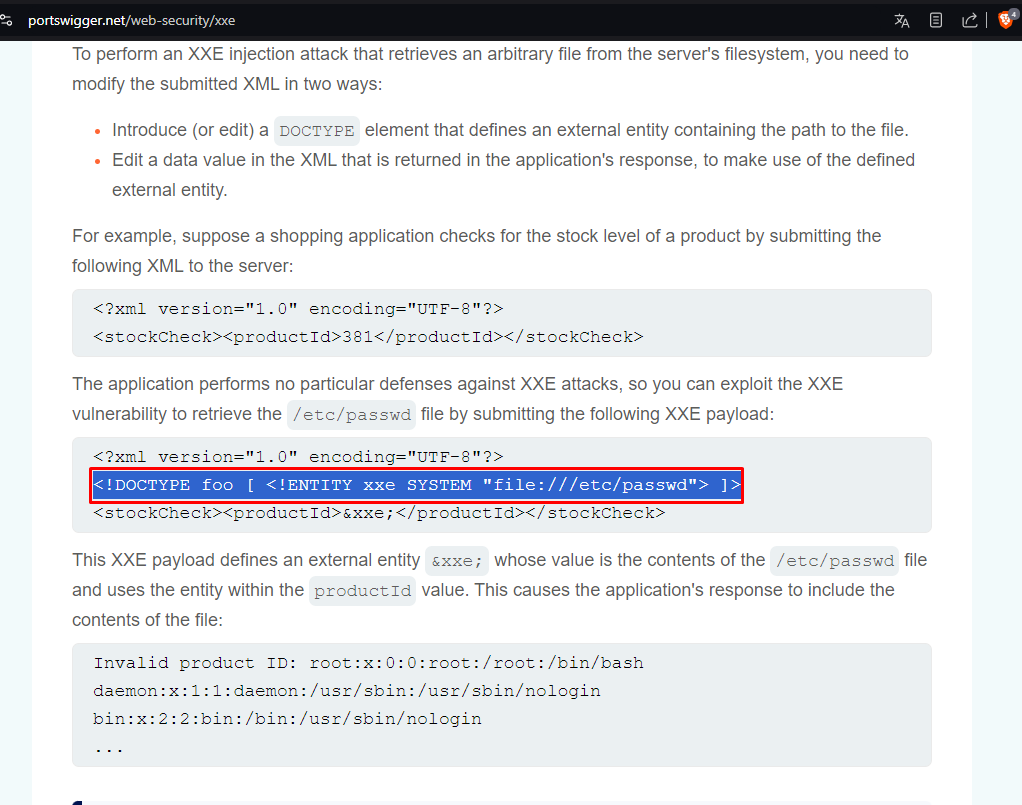 portswigger.net/web-security/xxe
4
To perform an XXE injection attack that retrieves an arbitrary file from the server's filesystem, you need to
modify the submitted XML in two ways:
• Introduce (or edit) a DOCTYPE element that defines an external entity containing the path to the file.
• Edit a data value in the XML that is returned in the application's response, to make use of the defined
external entity.
For example, suppose a shopping application checks for the stock level of a product by submitting the
following XML to the server:
<?xml version="1.0" encoding="UTF-8"?>
<stockCheck><productId>381</productId></stockCheck>
The application performs no particular defenses against XXE attacks, so you can exploit the XXE
vulnerability to retrieve the /etc/passwd file by submitting the following XXE payload:
<?xml version="1.0" encoding="UTF-8"?>
<!DOCTYPE foo [ <!ENTITY xxe SYSTEM "file:///etc/passwd"> ]>
<stockCheck><productId>&xxe;</productId></stockCheck>
This XXE payload defines an external entity &xxe; whose value is the contents of the /etc/passwd file
and uses the entity within the productId value. This causes the application's response to include the
contents of the file:
Invalid product ID: root:x:0:0:root:/root:/bin/bash
daemon:x:1:1:daemon:/usr/sbin:/usr/sbin/nologin
bin:x:2:2:bin:/bin:/usr/sbin/nologin
...